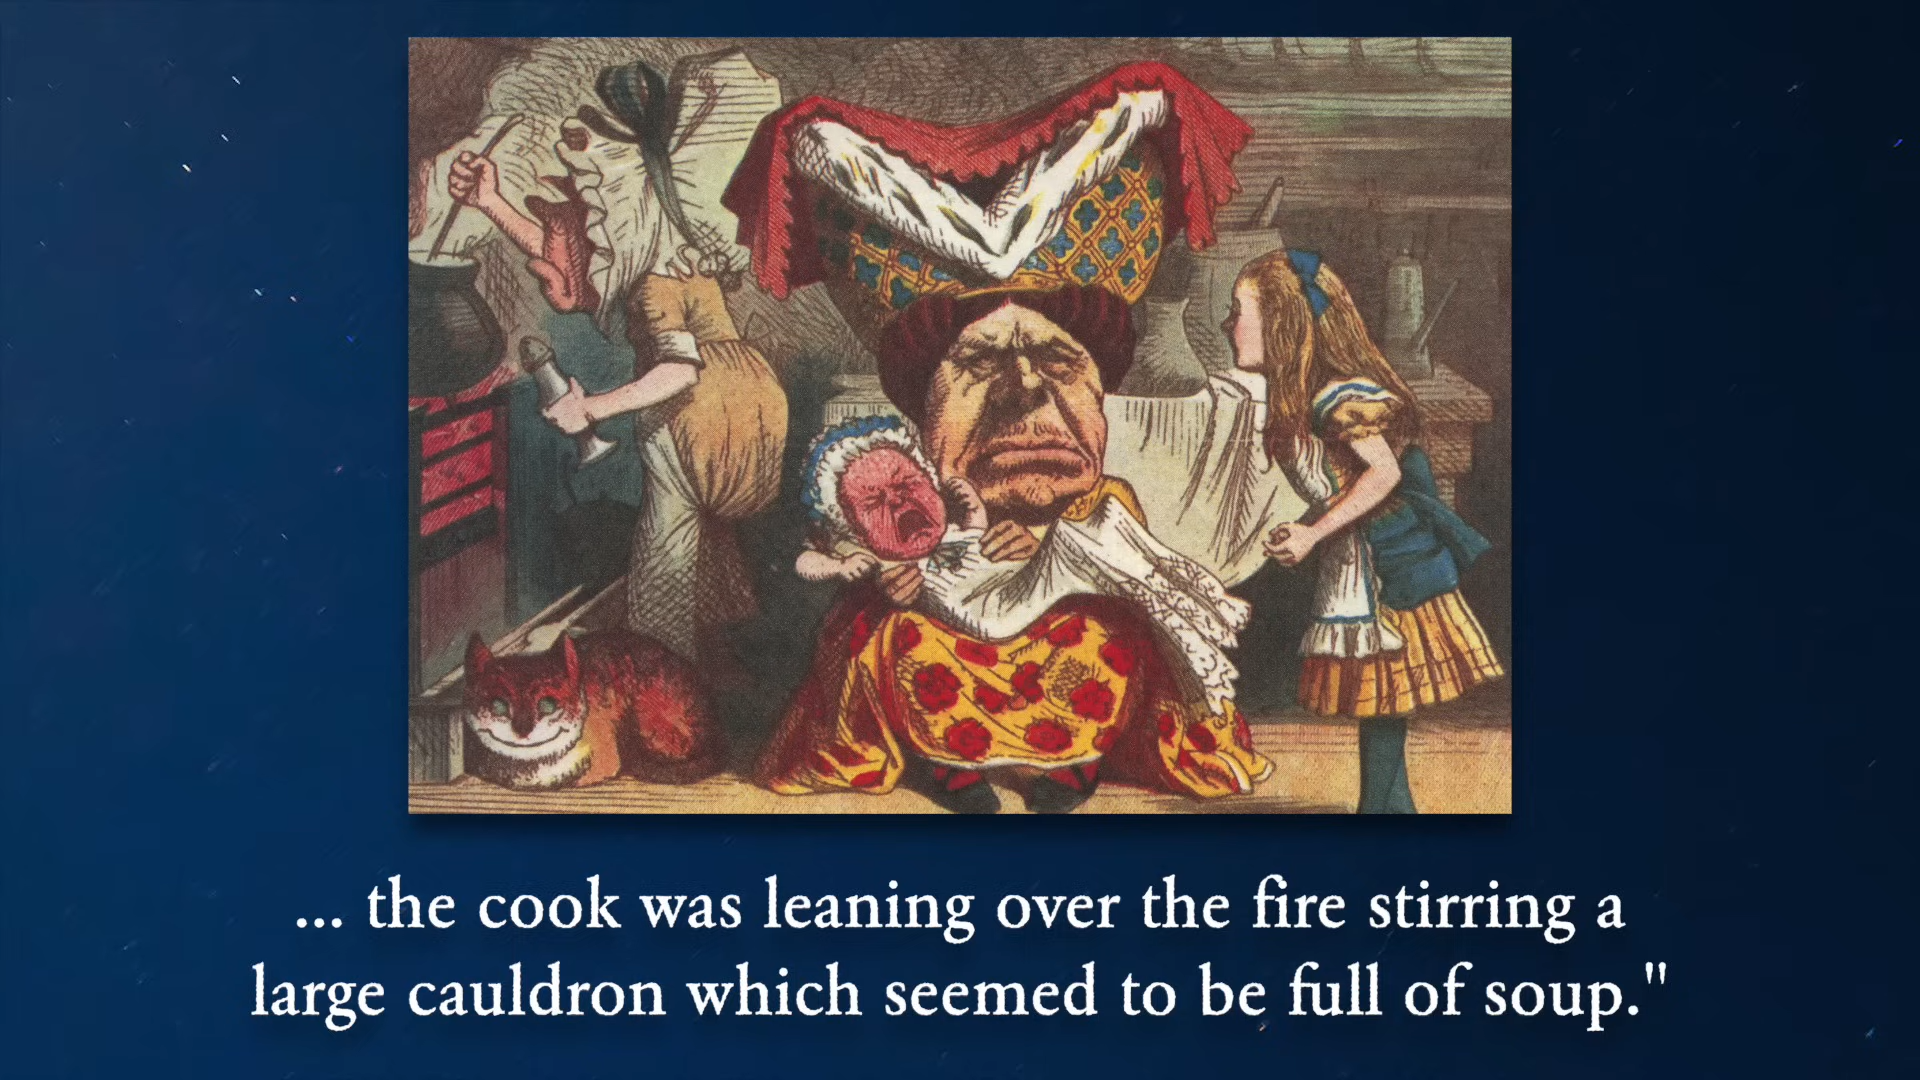 ... the cook was leaning over the fire stirring a
large cauldron which seemed to be full of soup."